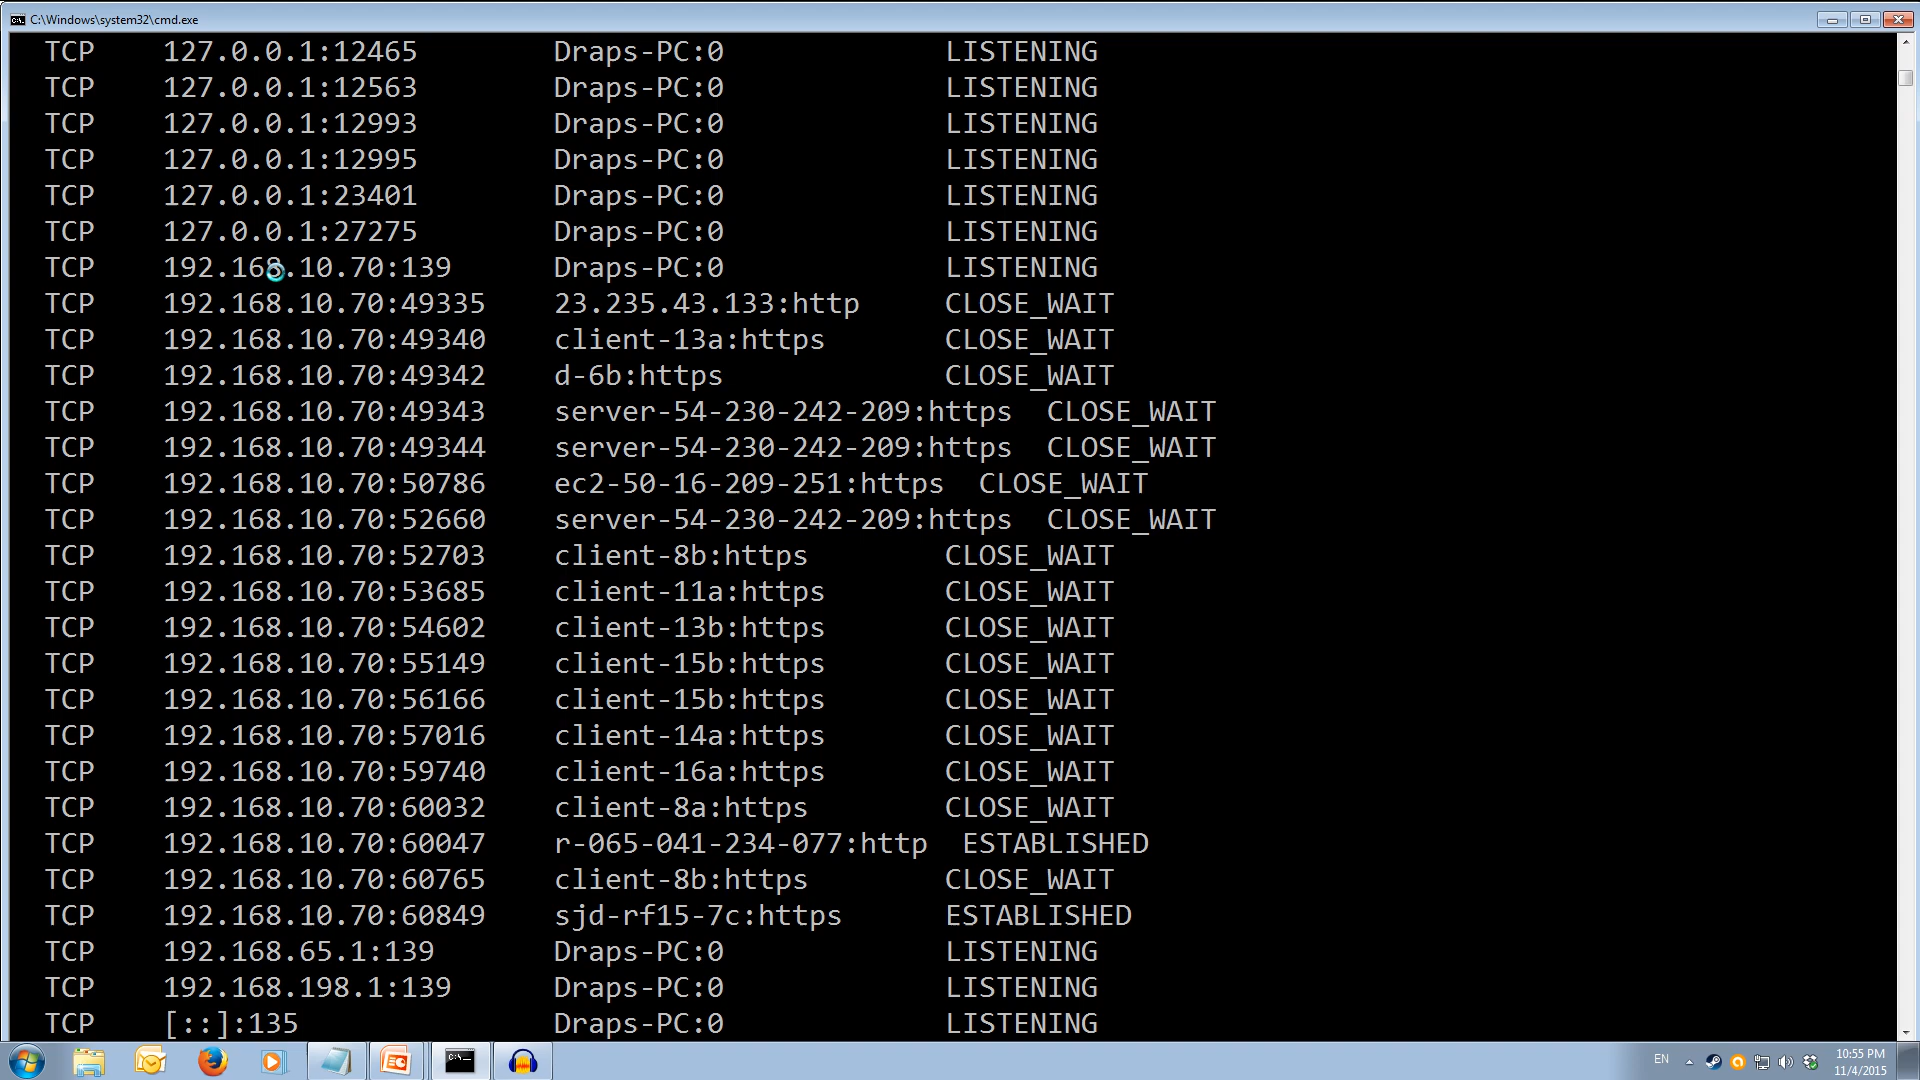 C:\Windows\system32\cmd.exe
TCP 127.0.0.1:12465 Draps-PC:0 LISTENING
TCP 127.0.0.1:12563 Draps-PC:0 LISTENING
TCP 127.0.0.1:12993 Draps-PC:0 LISTENING
TCP 127.0.0.1:12995 Draps-PC:0 LISTENING
TCP 127.0.0.1:23401 Draps-PC:0 LISTENING
TCP 127.0.0.1:27275 Draps-PC:0 LISTENING
TCP 192.168.10.70:139 Draps-PC:0 LISTENING
TCP 192.168.10.70:49335 23.235.43.133:http CLOSE_WAIT
TCP 192.168.10.70:49340 client-13a:https CLOSE_WAIT
TCP 192.168.10.70:49342 d-6b:https CLOSE_WAIT
TCP 192.168.10.70:49343 server-54-230-242-209:https CLOSE_WAIT
TCP 192.168.10.70:49344 server-54-230-242-209:https CLOSE_WAIT
TCP 192.168.10.70:50786 ec2-50-16-209-251:https CLOSE_WAIT
TCP 192.168.10.70:52660 server-54-230-242-209:https CLOSE_WAIT
TCP 192.168.10.70:52703 client-8b:https CLOSE_WAIT
TCP 192.168.10.70:53685 client-11a:https CLOSE_WAIT
TCP 192.168.10.70:54602 client-13b:https CLOSE_WAIT
TCP 192.168.10.70:55149 client-15b:https CLOSE_WAIT
TCP 192.168.10.70:56166 client-15b:https CLOSE_WAIT
TCP 192.168.10.70:57016 client-14a:https CLOSE_WAIT
TCP 192.168.10.70:59740 client-16a:https CLOSE_WAIT
TCP 192.168.10.70:60032 client-8a:https CLOSE_WAIT
TCP 192.168.10.70:60047 r-065-041-234-077:http ESTABLISHED
TCP 192.168.10.70:60765 client-8b:https CLOSE_WAIT
TCP 192.168.10.70:60849 sjd-rf15-7c:https ESTABLISHED
TCP 192.168.65.1:139 Draps-PC:0 LISTENING
TCP 192.168.198.1:139 Draps-PC:0 LISTENING
TCP [::]:135 Draps-PC:0 LISTENING
EN
10:55 PM
11/4/2015